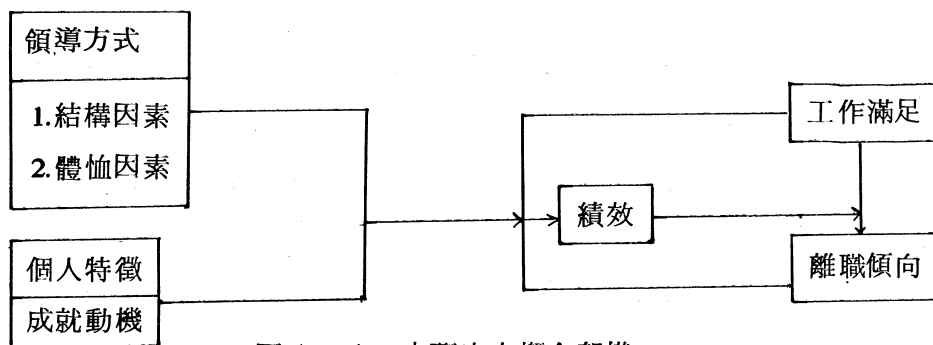 領導方式
1.結構因素
2.體恤因素
個人特徵
成就動機
績效
工作滿足
離職傾向